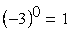 (-3)⁰ = 1